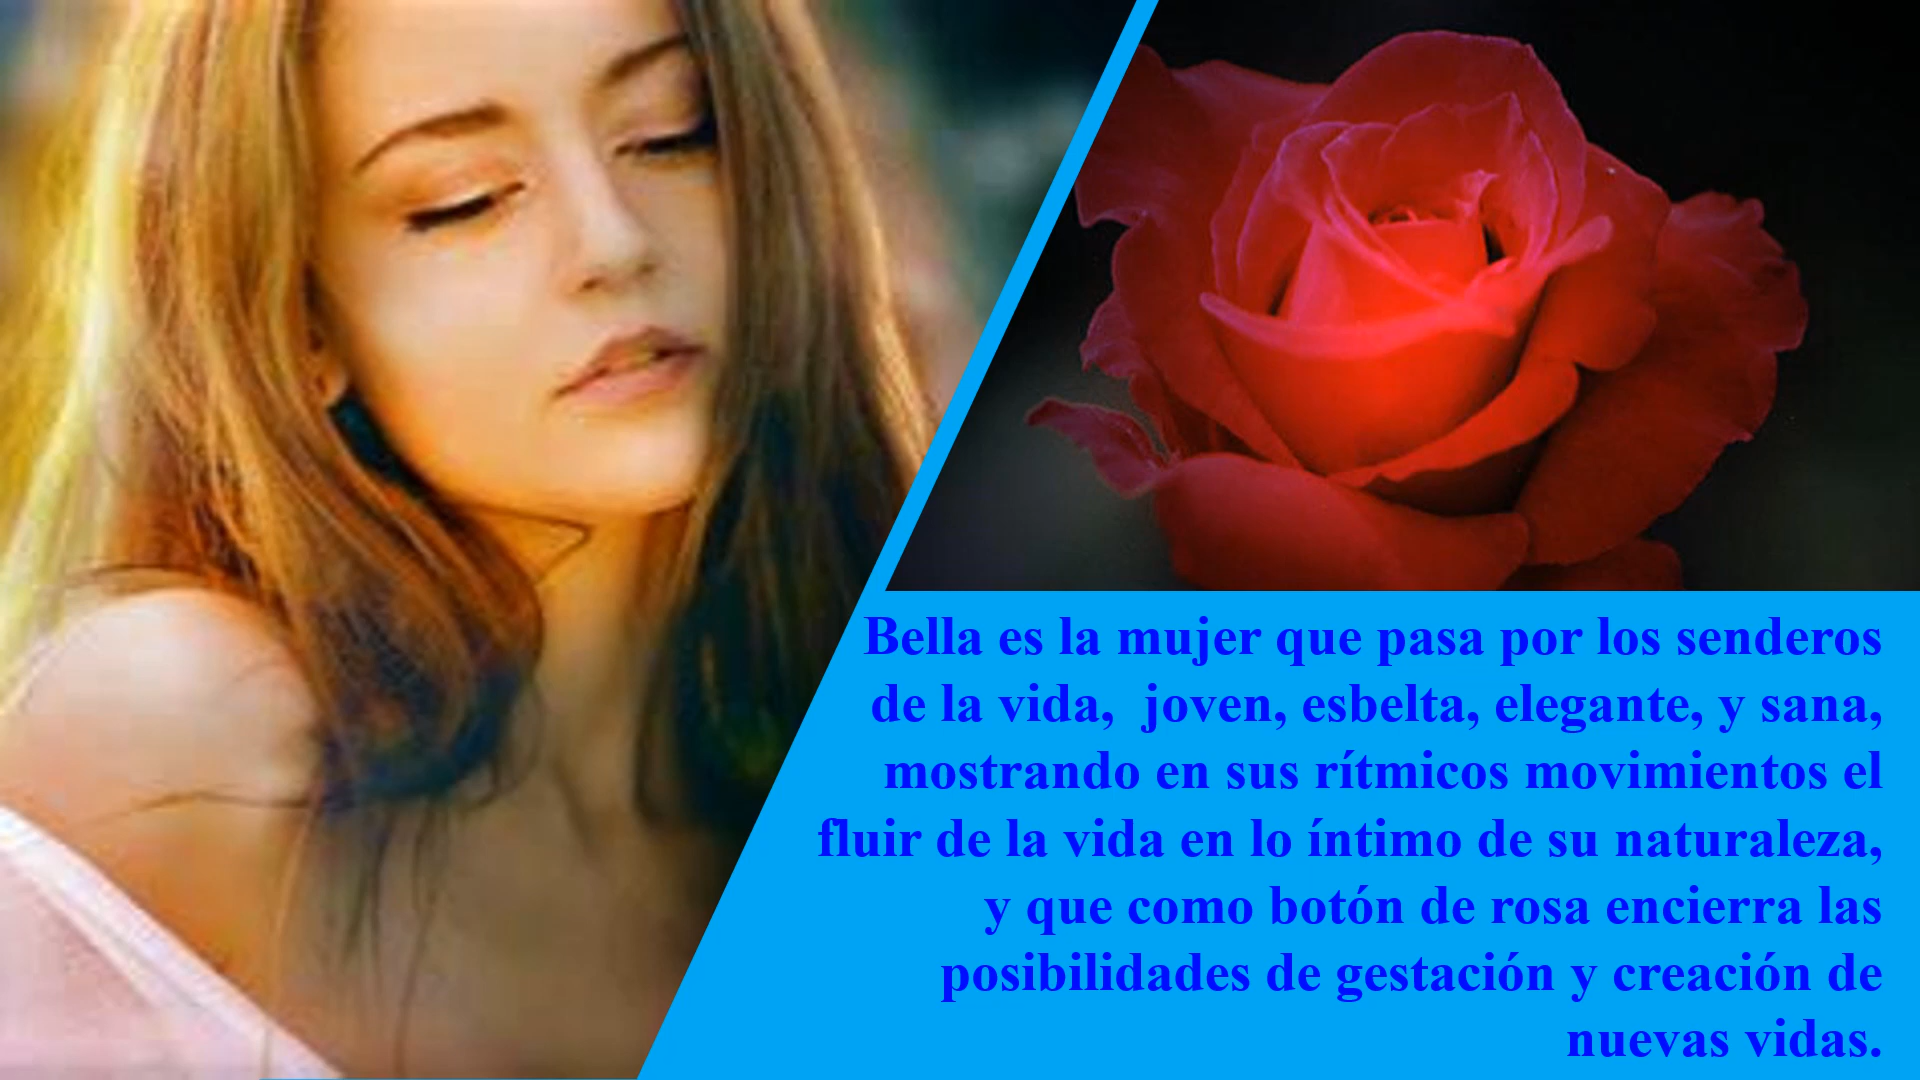 Bella es la mujer que pasa por los senderos
de la vida,  joven, esbelta, elegante, y sana,
mostrando en sus rítmicos movimientos el
fluir de la vida en lo íntimo de su naturaleza,
y que como botón de rosa encierra las
posibilidades de gestación y creación de
nuevas vidas.